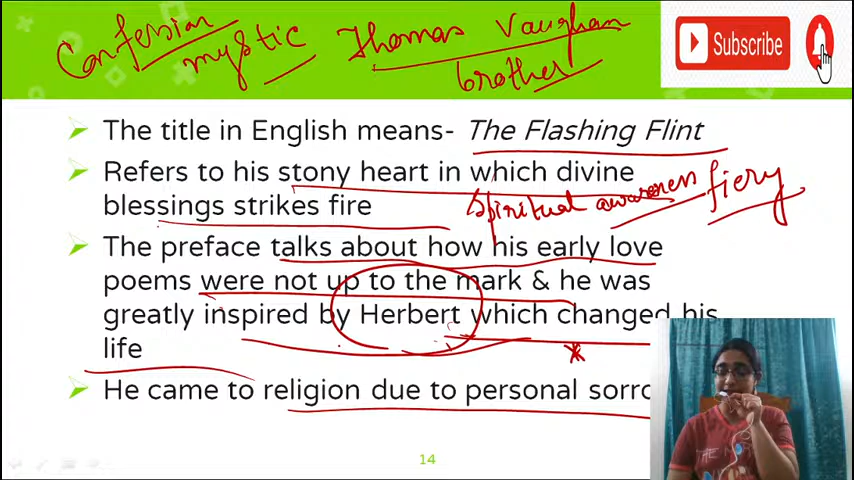 Confession mystic Thomas Vaughan
brother
Subscribe
The title in English means- The Flashing Flint
Refers to his stony heart in which divine
blessings strikes fire
Spiritual awareness fiery
The preface talks about how his early love
poems were not up to the mark & he was
greatly inspired by Herbert which changed his
life
He came to religion due to personal sorro
14